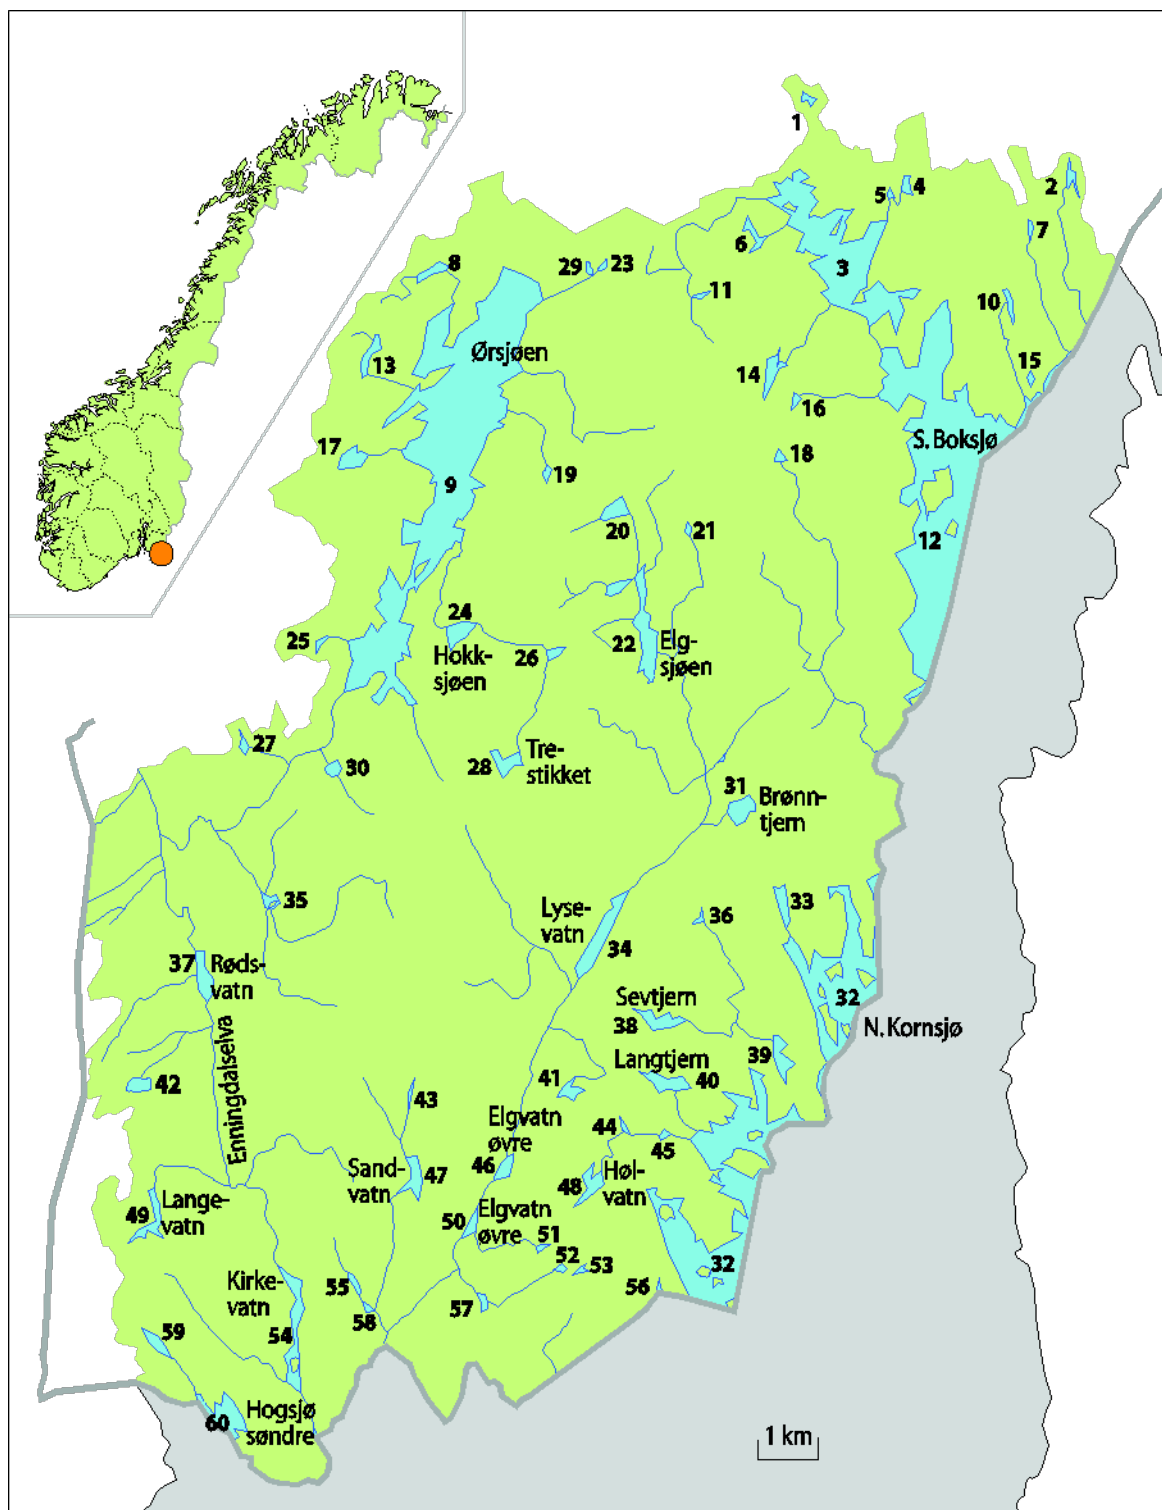 1
2
5
4
7
6
3
8
29
23
11
10
Ørsjøen
13
14
15
16
S. Boksjø
17
18
9
19
20
21
12
24
25
Hokk-
sjøen
26
22
Elg-
sjøen
27
30
28
Tre-
stikket
31
Brønn-
tjern
35
Lyse-
vatn
34
36
33
37
Røds-
vatn
Sevtjern
38
32
N. Kornsjø
39
Langtjern
40
42
41
Enningdalselva
43
Elgvatn
øvre
44
45
46
Sand-
vatn
47
48
Høl-
vatn
49
Lange-
vatn
50
Elgvatn
øvre
51
52
53
32
56
Kirke-
vatn
55
57
58
59
54
60
Hogsjø
søndre
1 km